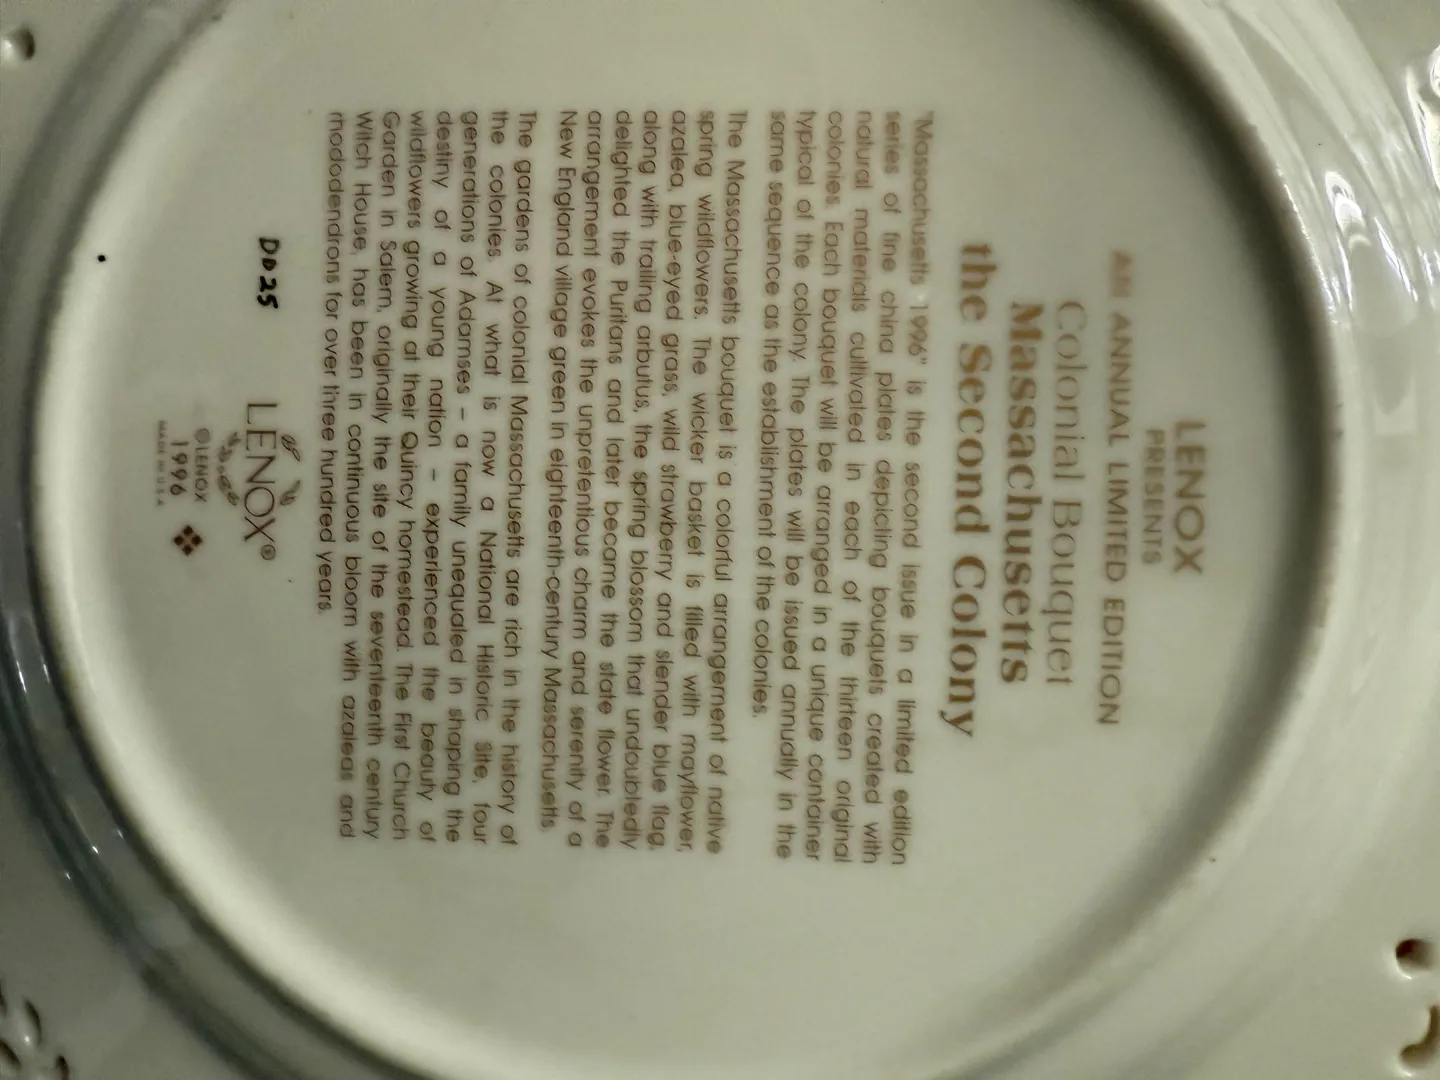 LENOX
PRESENTS
AN ANNUAL LIMITED EDITION
Colonial Bouquet
Massachusetts
the Second Colony
"Massachusetts · 1996" is the second issue in a limited edition
series of fine china plates depicting bouquets created with
natural materials cultivated in each of the thirteen original
colonies. Each bouquet will be arranged in a unique container
typical of the colony. The plates will be issued annually in the
same sequence as the establishment of the colonies.
The Massachusetts bouquet is a colorful arrangement of native
spring wildflowers. The wicker basket is filled with mayflower,
azalea, blue-eyed grass, wild strawberry and slender blue flag,
along with trailing arbutus, the spring blossom that undoubtedly
delighted the Puritans and later became the state flower. The
arrangement evokes the unpretentious charm and serenity of a
New England village green in eighteenth-century Massachusetts.
The gardens of colonial Massachusetts are rich in the history of
the colonies. At what is now a National Historic Site, four
generations of Adamses – a family unequaled in shaping the
destiny of a young nation – experienced the beauty of
wildflowers growing at their Quincy homestead. The First Church
Garden in Salem, originally the site of the seventeenth century
Witch House, has been in continuous bloom with azaleas and
rhododendrons for over three hundred years.
DD25
LENOX®
©LENOX
1996
MADE IN U.S.A.